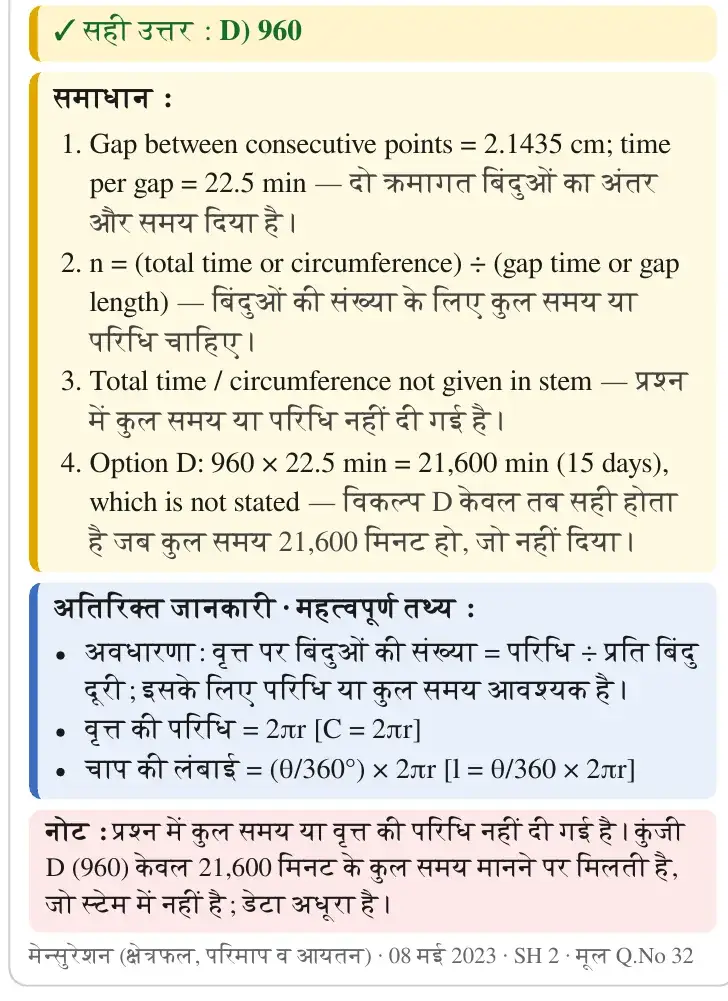 ✓ सही उत्तर : D) 960
समाधान :
1. Gap between consecutive points = 2.1435 cm; time
per gap = 22.5 min — दो क्रमागत बिंदुओं का अंतर
और समय दिया है।
2. n = (total time or circumference) ÷ (gap time or gap
length) — बिंदुओं की संख्या के लिए कुल समय या
परिधि चाहिए।
3. Total time / circumference not given in stem — प्रश्न
में कुल समय या परिधि नहीं दी गई है।
4. Option D: 960 × 22.5 min = 21,600 min (15 days),
which is not stated — विकल्प D केवल तब सही होता
है जब कुल समय 21,600 मिनट हो, जो नहीं दिया।
अतिरिक्त जानकारी · महत्वपूर्ण तथ्य :
• अवधारणा : वृत्त पर बिंदुओं की संख्या = परिधि ÷ प्रति बिंदु
दूरी ; इसके लिए परिधि या कुल समय आवश्यक है।
• वृत्त की परिधि = 2πr [C = 2πr]
• चाप की लंबाई = (θ/360°) × 2πr [l = θ/360 × 2πr]
नोट : प्रश्न में कुल समय या वृत्त की परिधि नहीं दी गई है। कुंजी
D (960) केवल 21,600 मिनट के कुल समय मानने पर मिलती है,
जो स्टेम में नहीं है ; डेटा अधूरा है।
मेन्सुरेशन (क्षेत्रफल, परिमाप व आयतन) · 08 मई 2023 · SH 2 · मूल Q.No 32